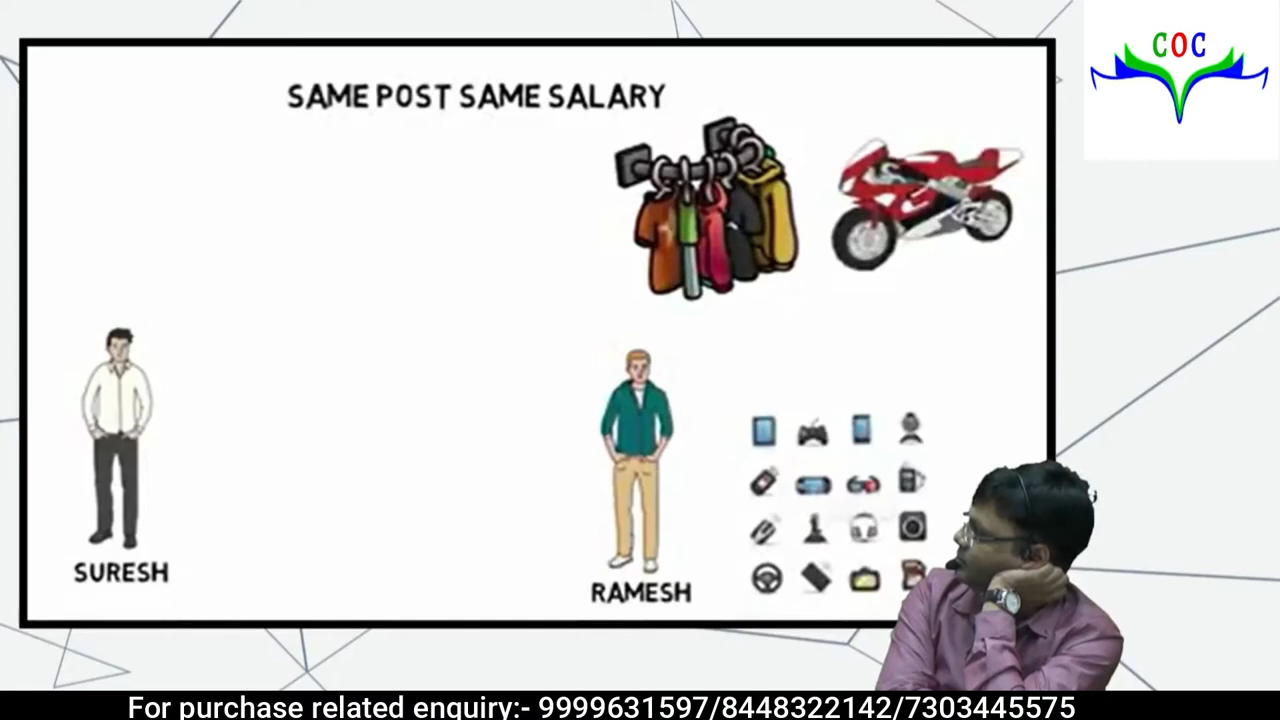 COC
SAME POST SAME SALARY
SURESH
RAMESH
For purchase related enquiry:- 9999631597/8448322142/7303445575